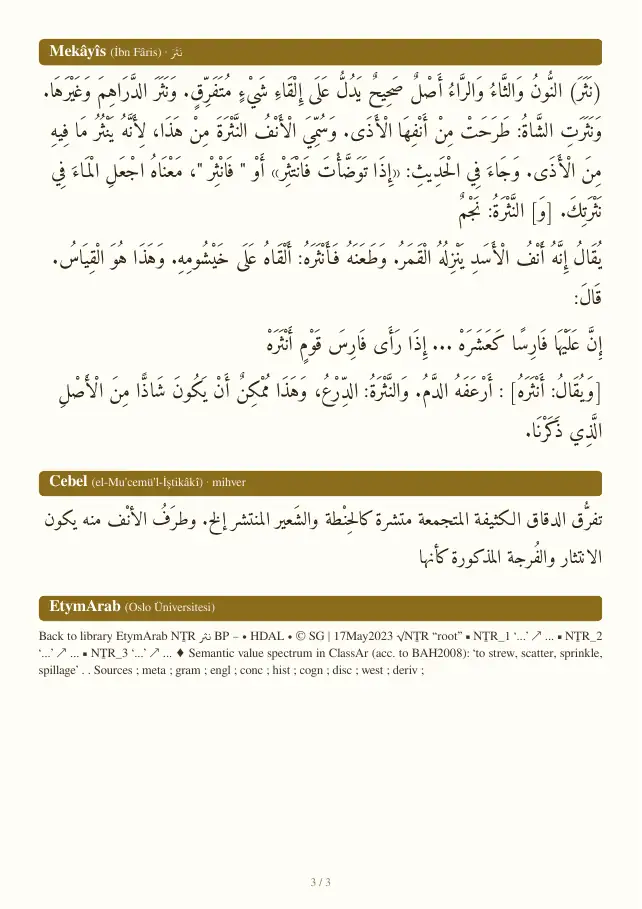 Mekâyîs (İbn Fâris) · نَثَرَ
(نَثَرَ) النُّونُ وَالثَّاءُ وَالرَّاءُ أَصْلٌ صَحِيحٌ يَدُلُّ عَلَى إِلْقَاءِ شَيْءٍ مُتَفَرِّقٍ. وَنَثَرَ الدَّرَاهِمَ وَغَيْرَهَا.
وَنَثَرَتِ الشَّاةُ: طَرَحَتْ مِنْ أَنْفِهَا الْأَذَى. وَسُمِّيَ الْأَنْفُ النَّثْرَةَ مِنْ هَذَا، لِأَنَّهُ يَنْثُرُ مَا فِيهِ
مِنَ الْأَذَى. وَجَاءَ فِي الْحَدِيثِ: «إِذَا تَوَضَّأْتَ فَانْتَثِرْ» أَوْ " فَانْثِرْ "، مَعْنَاهُ اجْعَلِ الْمَاءَ فِي
نَثْرَتِكَ. [وَ] النَّثْرَةُ: نَجْمٌ
يُقَالُ إِنَّهُ أَنْفُ الْأَسَدِ يَنْزِلُهُ الْقَمَرُ. وَطَعَنَهُ فَأَنْثَرَهُ: أَلْقَاهُ عَلَى خَيْشُومِهِ. وَهَذَا هُوَ الْقِيَاسُ.
قَالَ:
إِنَّ عَلَيْهَا فَارِسًا كَعَشَرَهْ ... إِذَا رَأَى فَارِسَ قَوْمٍ أَنْثَرَهْ
[وَيُقَالُ: أَنْثَرَهُ] : أَرْعَفَهُ الدَّمُ. وَالنَّثْرَةُ: الدِّرْعُ، وَهَذَا مُمْكِنٌ أَنْ يَكُونَ شَاذًّا مِنَ الْأَصْلِ
الَّذِي ذَكَرْنَا.
Cebel (el-Mu'cemü'l-İştikâkî) · mihver
تفرُّق الدقاق الكثيفة المتجمعة متشرة كالحِنْطة والشَعير المنتشر إلخ. وطرَفُ الأنْف منه يكون
الانتثار والفُرجة المذكورة كأنها
EtymArab (Oslo Üniversitesi)
Back to library EtymArab NṮR نثر BP – • HDAL • © SG | 17May2023 √NṮR “root” ▪ NṮR_1 ‘...’ ↗ ... ▪ NṮR_2
‘...’ ↗ ... ▪ NṮR_3 ‘...’ ↗ ... ♦ Semantic value spectrum in ClassAr (acc. to BAH2008): ‘to strew, scatter, sprinkle,
spillage’ . . Sources ; meta ; gram ; engl ; conc ; hist ; cogn ; disc ; west ; deriv ;
3 / 3